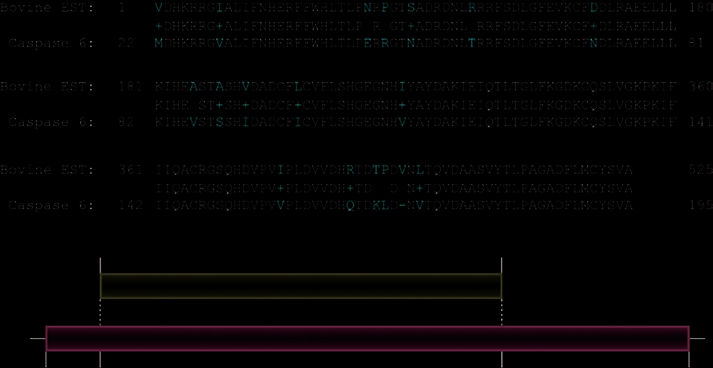 Bovine EST: 1 VDHKRRGIALIFNHERFFWHLTLPNRPGTSADRDNLRRRFSDLGFEVKCFDDLRAEELLL 180
+DHKRRG+ALIFNHERFFWHLTLP R GT+ADRDNL RRFSDLGFEVKCF+DLRAEELLL
Caspase 6: 22 MDHKRRGVALIFNHERFFWHLTLPERRGTNADRDNLTRRFSDLGFEVKCFNDLRAEELLL 81
Bovine EST: 181 KIHEASTASHVDADCFLCVFLSHGEGNHIYAYDAKIEIQTLTGLFKGDKCQSLVGKPKIF 360
KIHE ST+SH+DADCF+CVFLSHGEGNH+YAYDAKIEIQTLTGLFKGDKCQSLVGKPKIF
Caspase 6: 82 KIHEVSTSSHIDADCFICVFLSHGEGNHVYAYDAKIEIQTLTGLFKGDKCQSLVGKPKIF 141
Bovine EST: 361 IIQACRGSQHDVPVIPLDVVDHRTDTPDVNLTQVDAASVYTLPAGADFLMCYSVA 525
IIQACRGSQHDVPV+PLDVVDH+TD D N+TQVDAASVYTLPAGADFLMCYSVA
Caspase 6: 142 IIQACRGSQHDVPVVPLDVVDHQTDKLD-NVTQVDAASVYTLPAGADFLMCYSVA 195